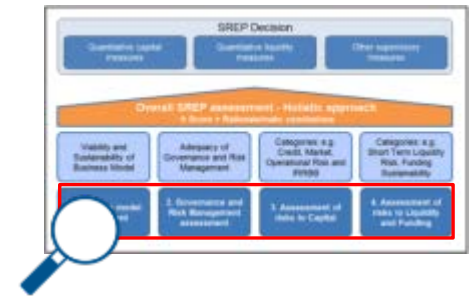 SREP Decision
Quantitative capital
measures
Quantitative liquidity
measures
Other supervisory
measures
Overall SREP assessment - Holistic approach
Viability and
Sustainability of
Business Model
Adequacy of
Governance and Risk
Management
Categories: e.g.
Credit, Market,
Operational Risk and
IRRBB
Categories: e.g.
Short Term Liquidity
Risk, Funding
Sustainability
model
2. Governance and
Risk Management
assessment
3. Assessment of
risks to Capital
4. Assessment of
risks to Liquidity
and Funding